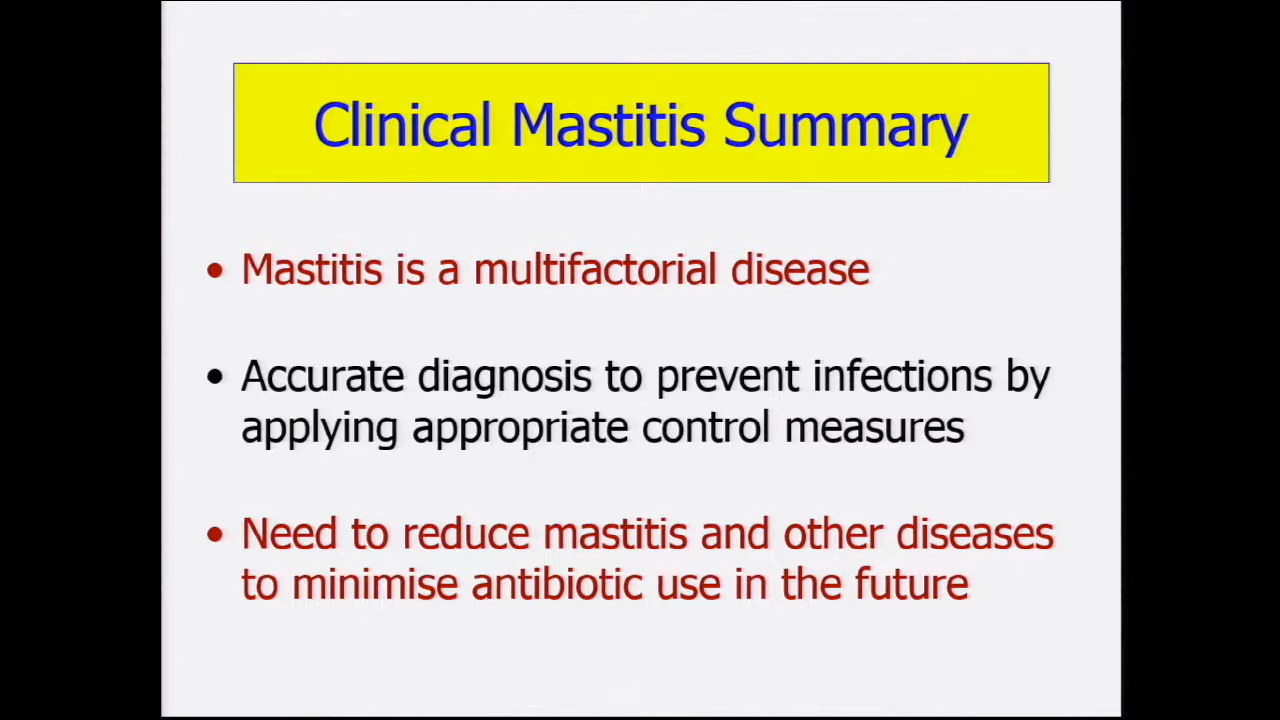 Clinical Mastitis Summary
• Mastitis is a multifactorial disease
• Accurate diagnosis to prevent infections by
applying appropriate control measures
• Need to reduce mastitis and other diseases
to minimise antibiotic use in the future